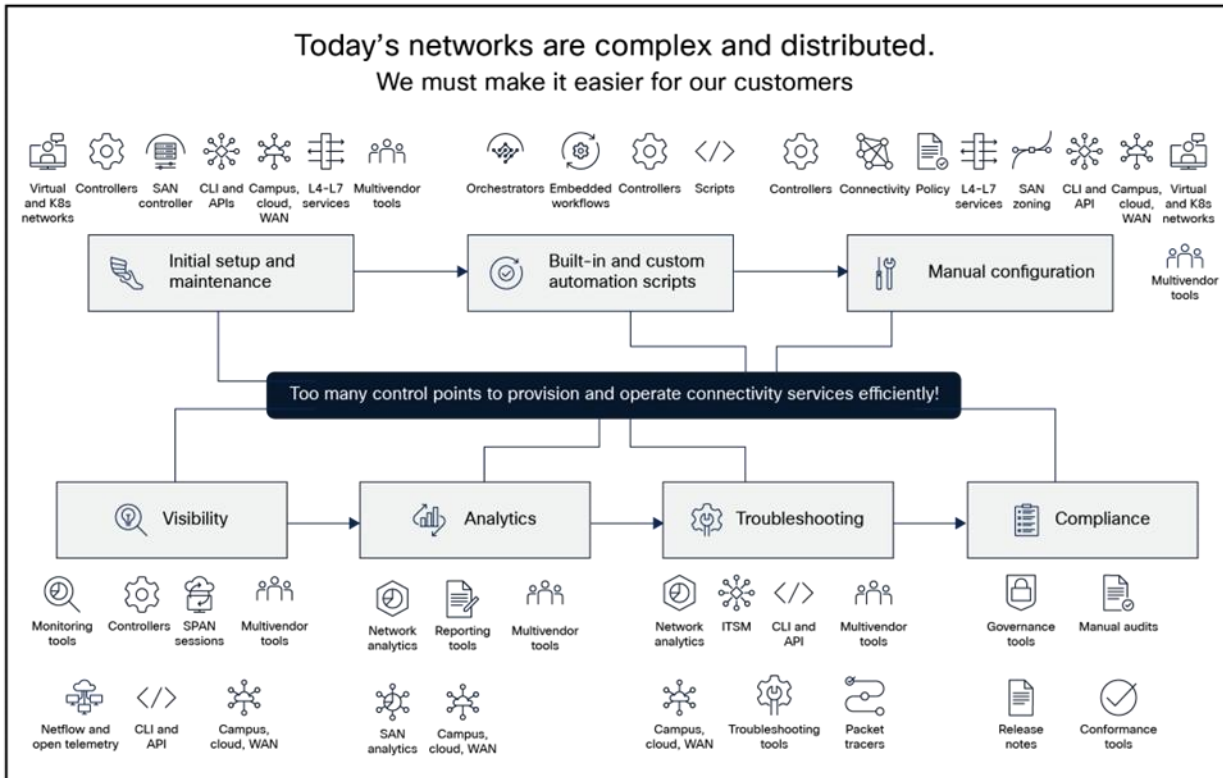 Today's networks are complex and distributed.
We must make it easier for our customers
Virtual
and K8s
networks
Controllers
SAN
controller
CLI and
APIs
Campus,
cloud,
WAN
L4-L7
services
Multivendor
tools
Orchestrators
Embedded
workflows
Controllers
Scripts
Controllers
Connectivity
Policy
L4-L7
services
SAN
zoning
CLI and
API
Campus,
cloud,
WAN
Virtual
and K8s
networks
Multivendor
tools
Initial setup and
maintenance
Built-in and custom
automation scripts
Manual configuration
Too many control points to provision and operate connectivity services efficiently!
Visibility
Analytics
Troubleshooting
Compliance
Monitoring
tools
Controllers
SPAN
sessions
Multivendor
tools
Netflow and
open telemetry
CLI and
API
Campus,
cloud, WAN
Network
analytics
Reporting
tools
Multivendor
tools
SAN
analytics
Campus,
cloud, WAN
Network
analytics
ITSM
CLI and
API
Multivendor
tools
Campus,
cloud, WAN
Troubleshooting
tools
Packet
tracers
Governance
tools
Manual audits
Release
notes
Conformance
tools